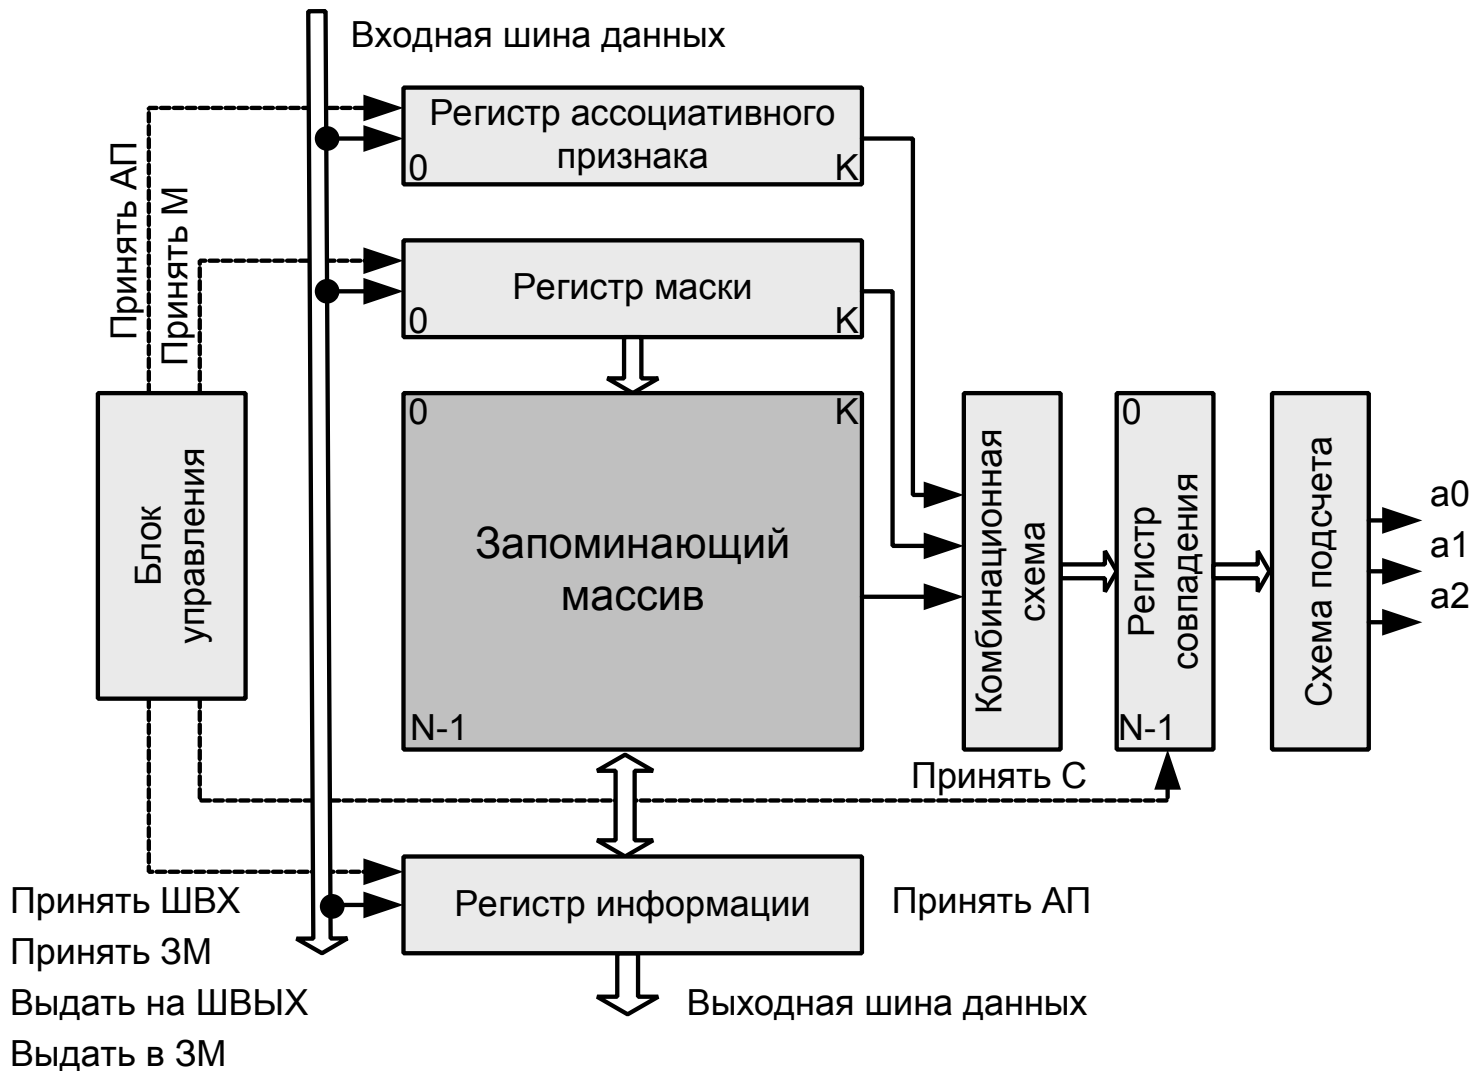 Входная шина данных
Регистр ассоциативного
признака
0
K
Принять АП
Принять М
Регистр маски
0
K
0
K
Запоминающий
массив
N-1
Блок
управления
Комбинационная
схема
0
Регистр
совпадения
N-1
Схема подсчета
a0
a1
a2
Принять С
Регистр информации
Принять АП
Принять ШВХ
Принять ЗМ
Выдать на ШВЫХ
Выдать в ЗМ
Выходная шина данных